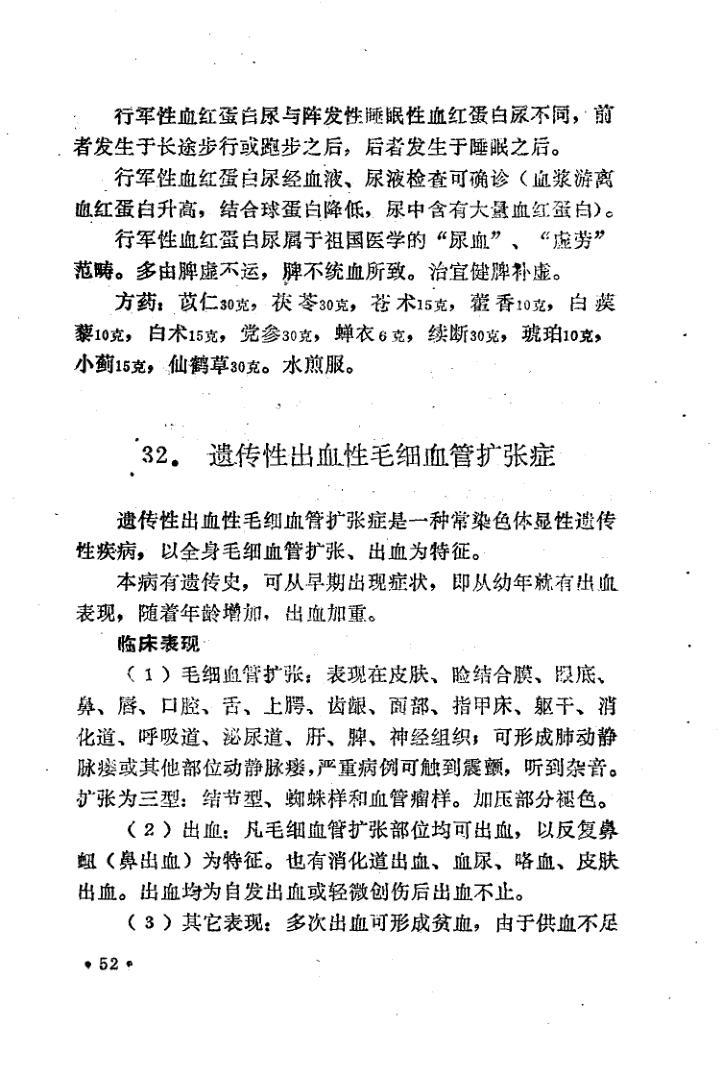 行军性血红蛋白尿与阵发性睡眠性血红蛋白尿不同，前
者发生于长途步行或跑步之后，后者发生于睡眠之后。
行军性血红蛋白尿经血液、尿液检查可确诊（血浆游离
血红蛋白升高，结合球蛋白降低，尿中含有大量血红蛋白）。
行军性血红蛋白尿属于祖国医学的“尿血”、“虚劳”
范畴。多由脾虚不运，脾不统血所致。治宜健脾补虚。
方药：苡仁30克，茯苓30克，苍术15克，藿香10克，白蒺
藜10克，白术15克，党参30克，蝉衣6克，续断30克，琥珀10克，
小蓟15克，仙鹤草30克。水煎服。
32．遗传性出血性毛细血管扩张症
遗传性出血性毛细血管扩张症是一种常染色体显性遗传
性疾病，以全身毛细血管扩张、出血为特征。
本病有遗传史，可从早期出现症状，即从幼年就有出血
表现，随着年龄增加，出血加重。
临床表现
（1）毛细血管扩张：表现在皮肤、睑结合膜、眼底、
鼻、唇、口腔、舌、上腭、齿龈、面部、指甲床、躯干、消
化道、呼吸道、泌尿道、肝、脾、神经组织；可形成肺动静
脉瘘或其他部位动静脉瘘，严重病例可触到震颤，听到杂音。
扩张为三型：结节型、蜘蛛样和血管瘤样。加压部分褪色。
（2）出血：凡毛细血管扩张部位均可出血，以反复鼻
衄（鼻出血）为特征。也有消化道出血、血尿、咯血、皮肤
出血。出血均为自发出血或轻微创伤后出血不止。
（3）其它表现：多次出血可形成贫血，由于供血不足
•52•